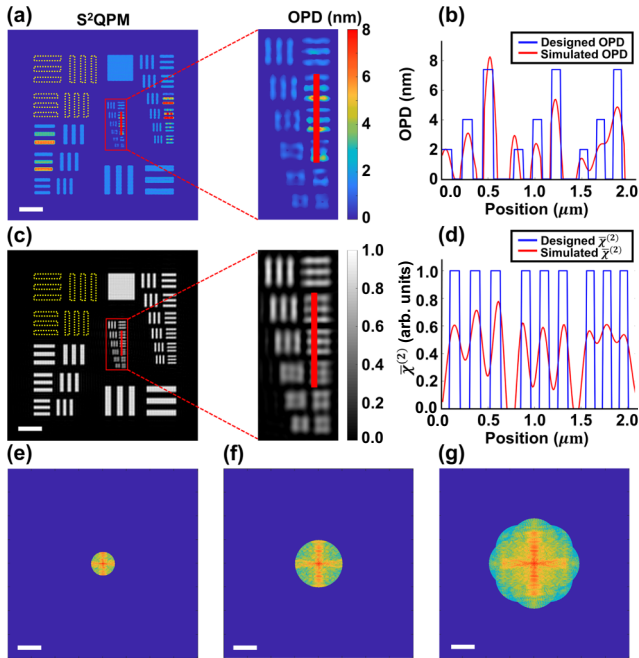 (a) S²QPM OPD (nm) (b)
8
6
4
2
0
Designed OPD
Simulated OPD
OPD (nm)
8
6
4
2
0
0.0 0.5 1.0 1.5 2.0
Position (μm)
(c) (d)
1.0
0.8
0.6
0.4
0.2
0.0
Designed χ̅⁽²⁾
Simulated χ̅⁽²⁾
χ̅⁽²⁾ (arb. units)
1.0
0.8
0.6
0.4
0.2
0.0
0.0 0.5 1.0 1.5 2.0
Position (μm)
(e) (f) (g)